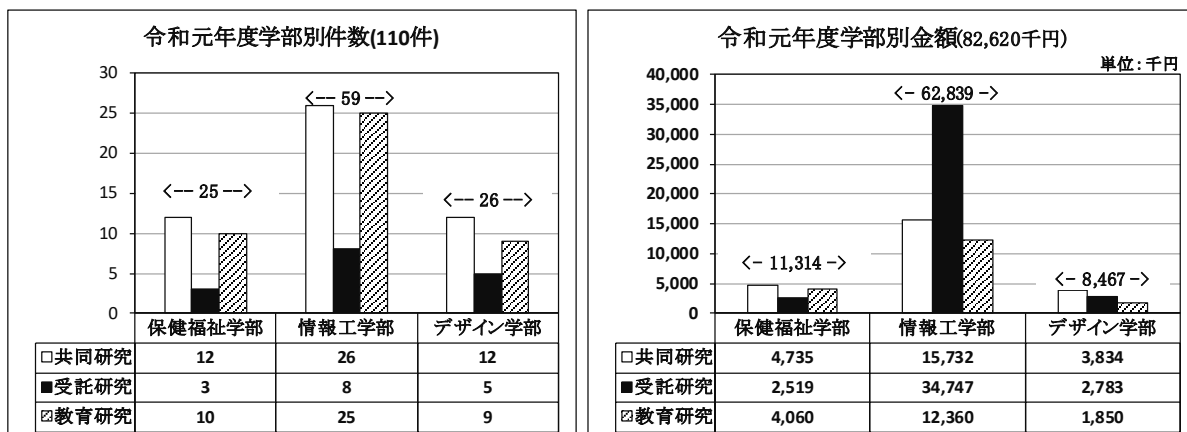 令和元年度学部別件数(110件)
30
25
20
15
10
5
0
<-- 25 -->
<-- 59 -->
<-- 26 -->
保健福祉学部 情報工学部 デザイン学部
□共同研究 12 26 12
■受託研究 3 8 5
教育研究 10 25 9
令和元年度学部別金額(82,620千円)
単位:千円
40,000
35,000
30,000
25,000
20,000
15,000
10,000
5,000
0
<- 11,314 ->
<- 62,839 ->
<- 8,467 ->
保健福祉学部 情報工学部 デザイン学部
□共同研究 4,735 15,732 3,834
■受託研究 2,519 34,747 2,783
教育研究 4,060 12,360 1,850